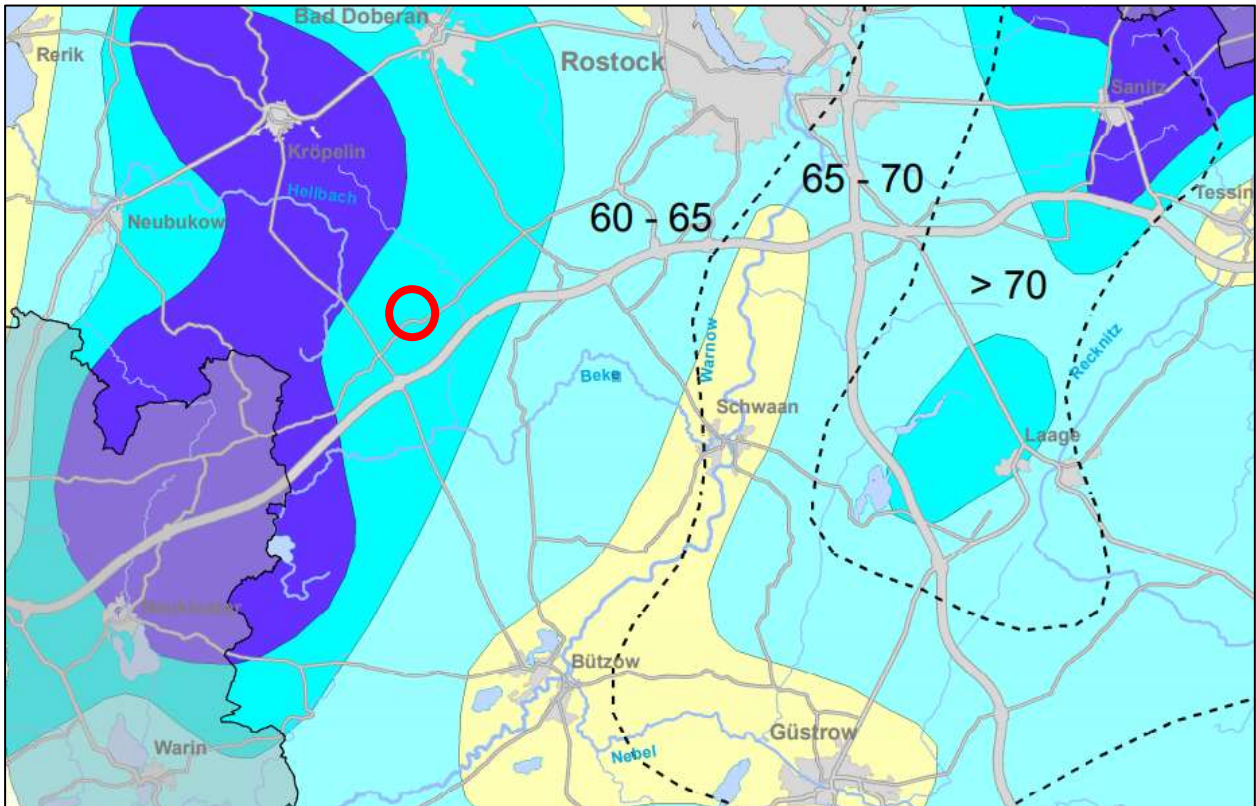 Bad Doberan
Rerik
Rostock
Sanitz
Kröpelin
65 - 70
Hellbach
Tessin
60 - 65
Neubukow
> 70
Warnow
Recknitz
Beke
Schwaan
Laage
Neukloster
Bützow
Güstrow
Warin
Nebel